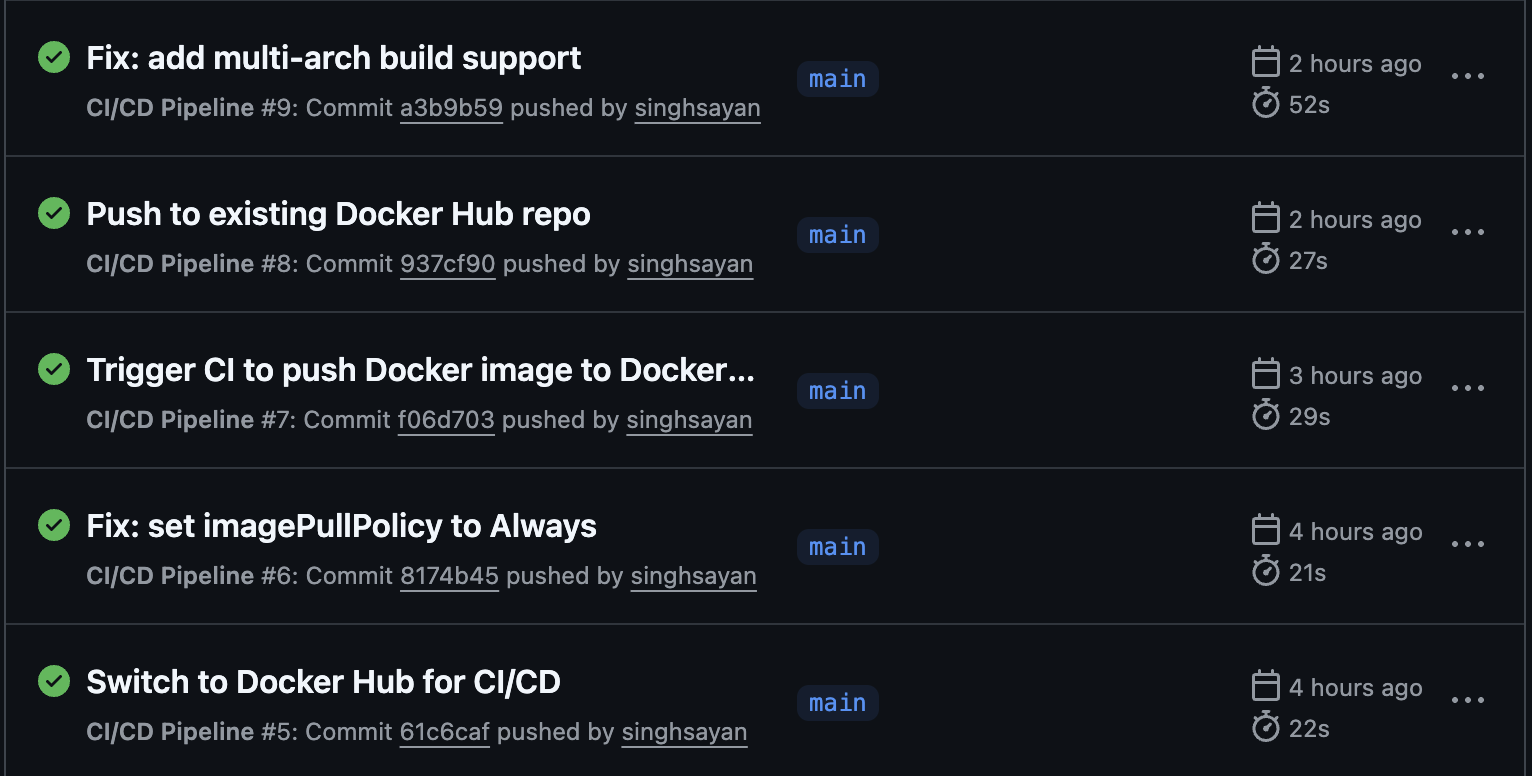 Fix: add multi-arch build support
main
2 hours ago
CI/CD Pipeline #9: Commit a3b9b59 pushed by singhsayan
52s
Push to existing Docker Hub repo
main
2 hours ago
CI/CD Pipeline #8: Commit 937cf90 pushed by singhsayan
27s
Trigger CI to push Docker image to Docker...
main
3 hours ago
CI/CD Pipeline #7: Commit f06d703 pushed by singhsayan
29s
Fix: set imagePullPolicy to Always
main
4 hours ago
CI/CD Pipeline #6: Commit 8174b45 pushed by singhsayan
21s
Switch to Docker Hub for CI/CD
main
4 hours ago
CI/CD Pipeline #5: Commit 61c6caf pushed by singhsayan
22s